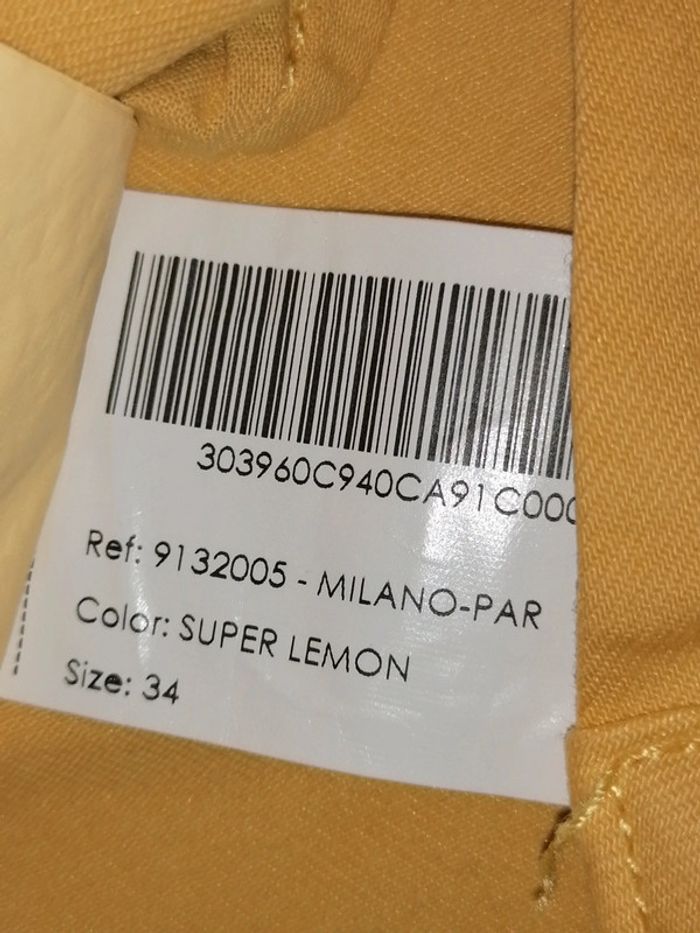 303960C940CA91C000
Ref: 9132005 - MILANO-PAR
Color: SUPER LEMON
Size: 34